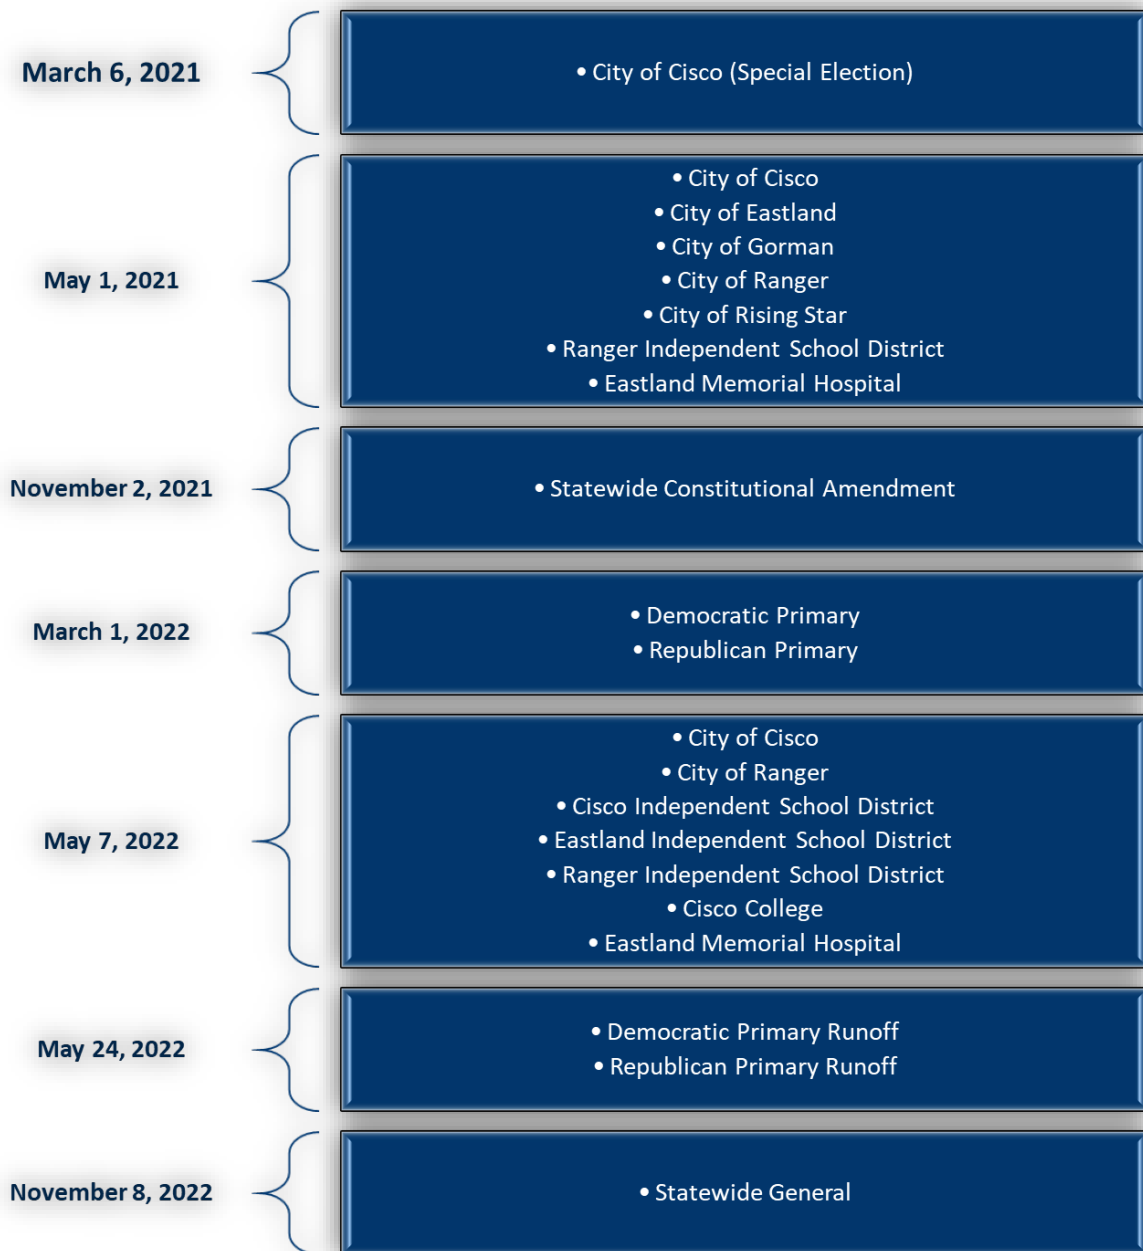 March 6, 2021
• City of Cisco (Special Election)
May 1, 2021
• City of Cisco
• City of Eastland
• City of Gorman
• City of Ranger
• City of Rising Star
• Ranger Independent School District
• Eastland Memorial Hospital
November 2, 2021
• Statewide Constitutional Amendment
March 1, 2022
• Democratic Primary
• Republican Primary
May 7, 2022
• City of Cisco
• City of Ranger
• Cisco Independent School District
• Eastland Independent School District
• Ranger Independent School District
• Cisco College
• Eastland Memorial Hospital
May 24, 2022
• Democratic Primary Runoff
• Republican Primary Runoff
November 8, 2022
• Statewide General